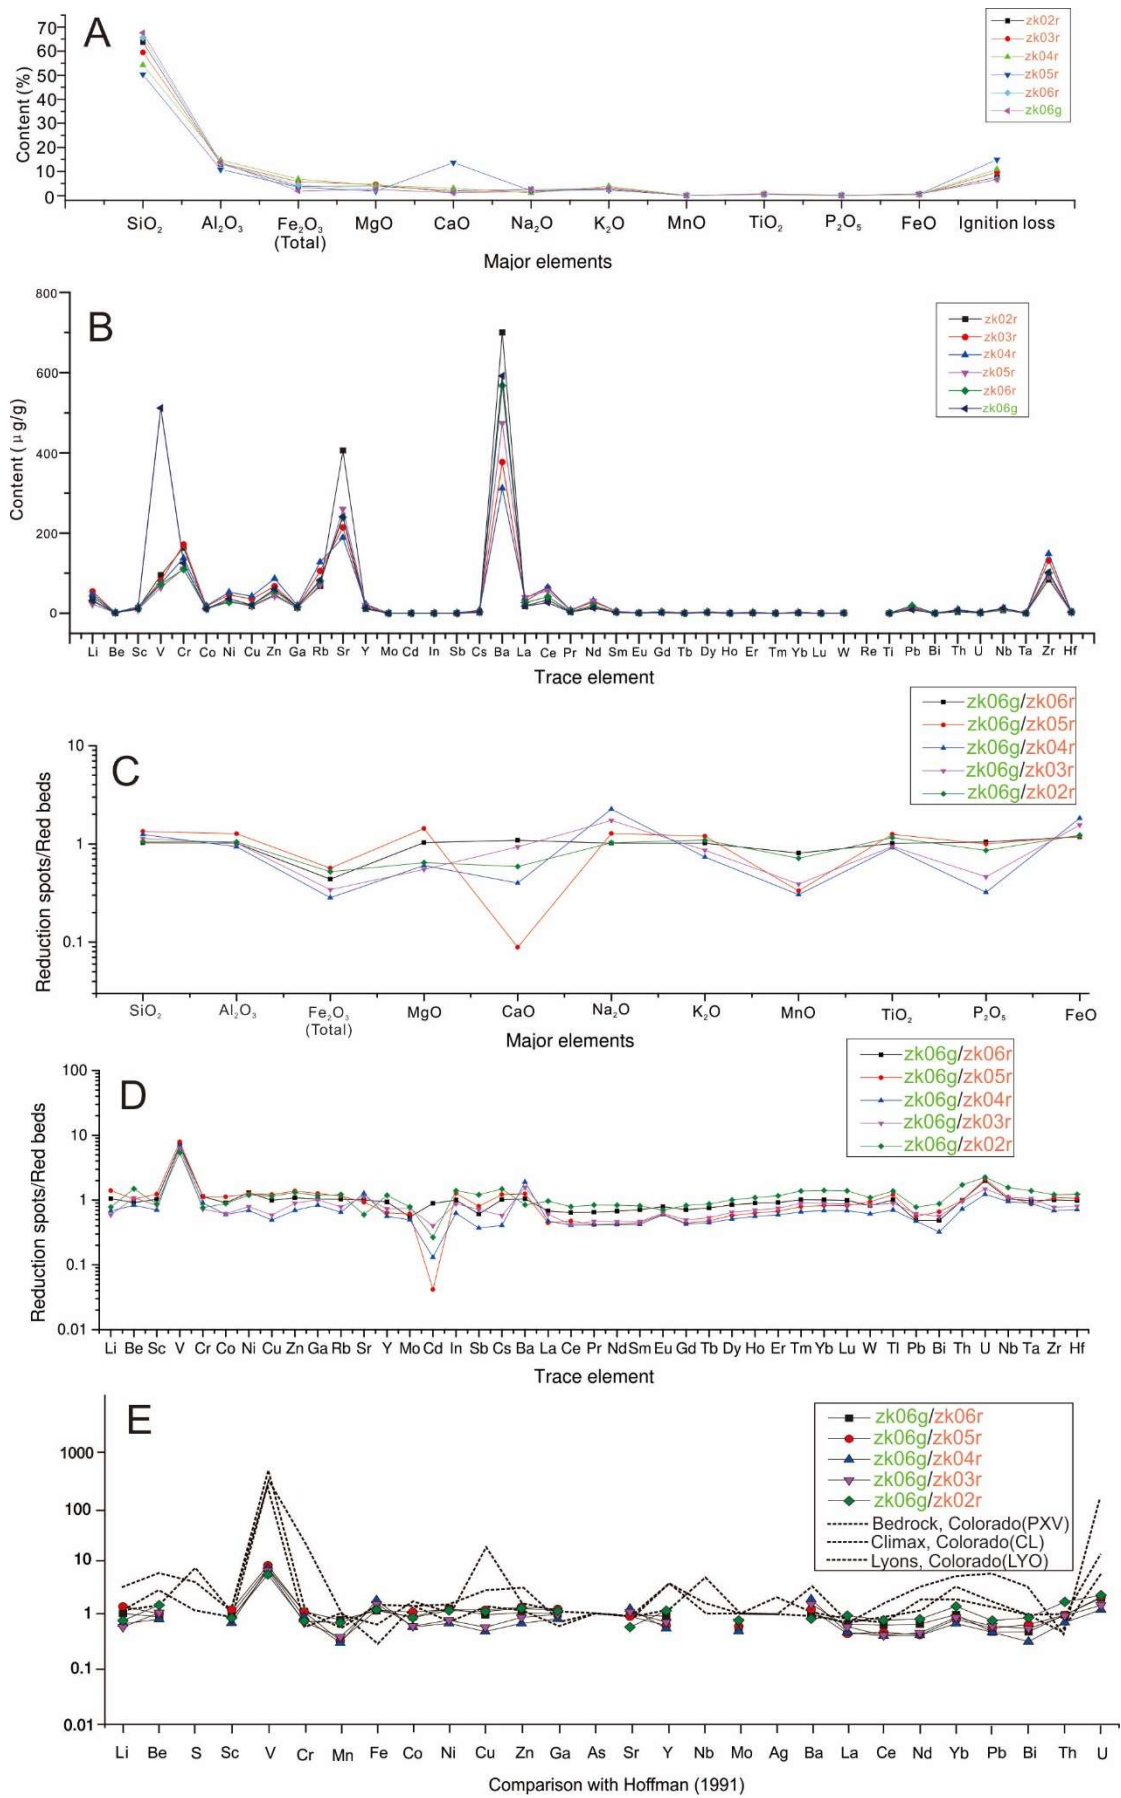 A
Content (%)
70
60
50
40
30
20
10
0
zk02r
zk03r
zk04r
zk05r
zk06r
zk06g
SiO₂ Al₂O₃ Fe₂O₃ (Total) MgO CaO Na₂O K₂O MnO TiO₂ P₂O₅ FeO Ignition loss
Major elements
B
Content (μg/g)
800
600
400
200
0
zk02r
zk03r
zk04r
zk05r
zk06r
zk06g
Li Be Sc V Cr Co Ni Cu Zn Ga Rb Sr Y Mo Cd In Sb Cs Ba La Ce Pr Nd Sm Eu Gd Tb Dy Ho Er Tm Yb Lu W Re Ti Pb Bi Th U Nb Ta Zr Hf
Trace element
C
Reduction spots/Red beds
10
1
0.1
zk06g/zk06r
zk06g/zk05r
zk06g/zk04r
zk06g/zk03r
zk06g/zk02r
SiO₂ Al₂O₃ Fe₂O₃ (Total) MgO CaO Na₂O K₂O MnO TiO₂ P₂O₅ FeO
Major elements
D
Reduction spots/Red beds
100
10
1
0.1
0.01
zk06g/zk06r
zk06g/zk05r
zk06g/zk04r
zk06g/zk03r
zk06g/zk02r
Li Be Sc V Cr Co Ni Cu Zn Ga Rb Sr Y Mo Cd In Sb Cs Ba La Ce Pr Nd Sm Eu Gd Tb Dy Ho Er Tm Yb Lu W Tl Pb Bi Th U Nb Ta Zr Hf
Trace element
E
1000
100
10
1
0.1
0.01
zk06g/zk06r
zk06g/zk05r
zk06g/zk04r
zk06g/zk03r
zk06g/zk02r
Bedrock, Colorado(PXV)
Climax, Colorado(CL)
Lyons, Colorado(LYO)
Li Be S Sc V Cr Mn Fe Co Ni Cu Zn Ga As Sr Y Nb Mo Ag Ba La Ce Nd Yb Pb Bi Th U
Comparison with Hoffman (1991)